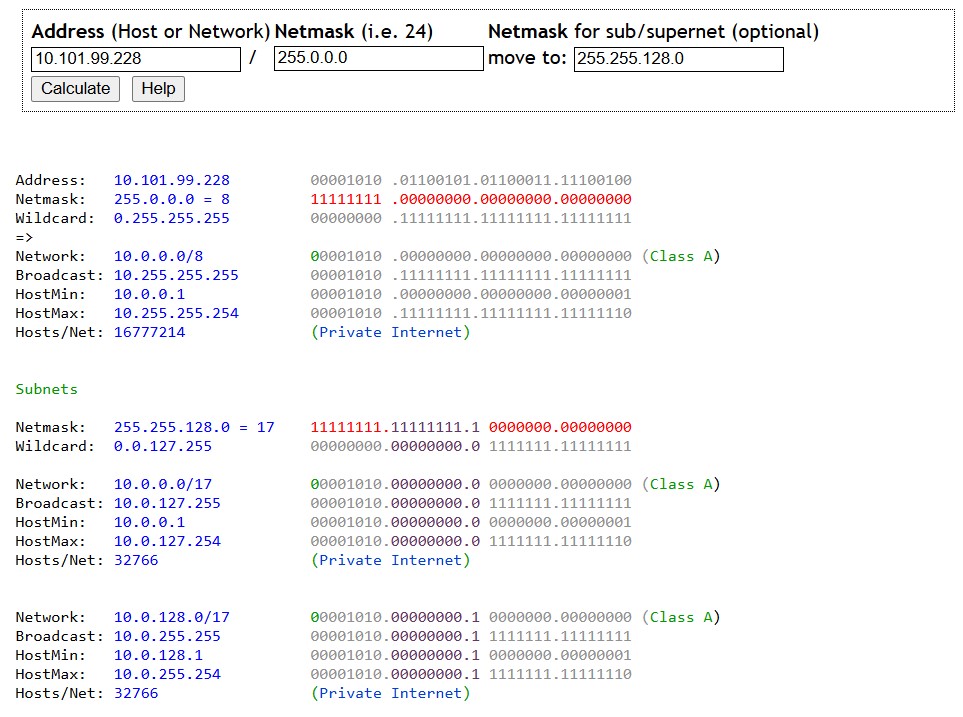 Address (Host or Network) Netmask (i.e. 24) Netmask for sub/supernet (optional)
10.101.99.228 / 255.0.0.0 move to: 255.255.128.0
Calculate Help
Address: 10.101.99.228 00001010 .01100101.01100011.11100100
Netmask: 255.0.0.0 = 8 11111111 .00000000.00000000.00000000
Wildcard: 0.255.255.255 00000000 .11111111.11111111.11111111
=>
Network: 10.0.0.0/8 00001010 .00000000.00000000.00000000 (Class A)
Broadcast: 10.255.255.255 00001010 .11111111.11111111.11111111
HostMin: 10.0.0.1 00001010 .00000000.00000000.00000001
HostMax: 10.255.255.254 00001010 .11111111.11111111.11111110
Hosts/Net: 16777214 (Private Internet)
Subnets
Netmask: 255.255.128.0 = 17 11111111.11111111.1 0000000.00000000
Wildcard: 0.0.127.255 00000000.00000000.0 1111111.11111111
Network: 10.0.0.0/17 00001010.00000000.0 0000000.00000000 (Class A)
Broadcast: 10.0.127.255 00001010.00000000.0 1111111.11111111
HostMin: 10.0.0.1 00001010.00000000.0 0000000.00000001
HostMax: 10.0.127.254 00001010.00000000.0 1111111.11111110
Hosts/Net: 32766 (Private Internet)
Network: 10.0.128.0/17 00001010.00000000.1 0000000.00000000 (Class A)
Broadcast: 10.0.255.255 00001010.00000000.1 1111111.11111111
HostMin: 10.0.128.1 00001010.00000000.1 0000000.00000001
HostMax: 10.0.255.254 00001010.00000000.1 1111111.11111110
Hosts/Net: 32766 (Private Internet)